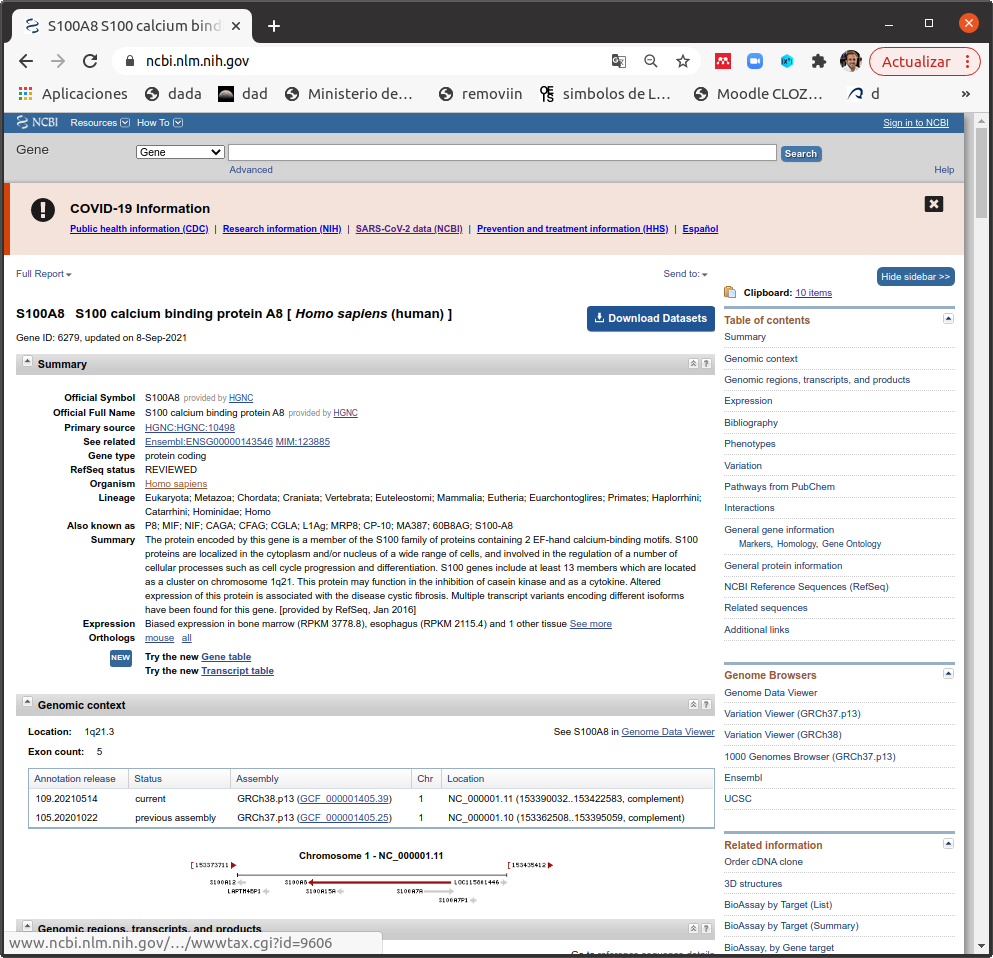 S100A8 S100 calcium bind
ncbi.nlm.nih.gov
Actualizar
Aplicaciones dada dad Ministerio de… removiin simbolos de L… Moodle CLOZ… d »
NCBI Resources How To Sign in to NCBI
Gene Gene Search
Advanced Help
COVID-19 Information
Public health information (CDC) | Research information (NIH) | SARS-CoV-2 data (NCBI) | Prevention and treatment information (HHS) | Español
Full Report Send to: Hide sidebar >>
Clipboard: 10 items
S100A8 S100 calcium binding protein A8 [ Homo sapiens (human) ]
Download Datasets
Gene ID: 6279, updated on 8-Sep-2021
Summary
Official Symbol S100A8 provided by HGNC
Official Full Name S100 calcium binding protein A8 provided by HGNC
Primary source HGNC:HGNC:10498
See related Ensembl:ENSG00000143546 MIM:123885
Gene type protein coding
RefSeq status REVIEWED
Organism Homo sapiens
Lineage Eukaryota; Metazoa; Chordata; Craniata; Vertebrata; Euteleostomi; Mammalia; Eutheria; Euarchontoglires; Primates; Haplorrhini;
Catarrhini; Hominidae; Homo
Also known as P8; MIF; NIF; CAGA; CFAG; CGLA; L1Ag; MRP8; CP-10; MA387; 60B8AG; S100-A8
Summary The protein encoded by this gene is a member of the S100 family of proteins containing 2 EF-hand calcium-binding motifs. S100
proteins are localized in the cytoplasm and/or nucleus of a wide range of cells, and involved in the regulation of a number of
cellular processes such as cell cycle progression and differentiation. S100 genes include at least 13 members which are located
as a cluster on chromosome 1q21. This protein may function in the inhibition of casein kinase and as a cytokine. Altered
expression of this protein is associated with the disease cystic fibrosis. Multiple transcript variants encoding different isoforms
have been found for this gene. [provided by RefSeq, Jan 2016]
Expression Biased expression in bone marrow (RPKM 3778.8), esophagus (RPKM 2115.4) and 1 other tissue See more
Orthologs mouse all
NEW Try the new Gene table
Try the new Transcript table
Genomic context
Location: 1q21.3
See S100A8 in Genome Data Viewer
Exon count: 5
Annotation release Status Assembly Chr Location
109.20210514 current GRCh38.p13 (GCF_000001405.39) 1 NC_000001.11 (153390032..153422583, complement)
105.20201022 previous assembly GRCh37.p13 (GCF_000001405.25) 1 NC_000001.10 (153362508..153395059, complement)
Chromosome 1 - NC_000001.11
[ 153373711 [ 153435412
S100A12 S100A8 LOC115801446
LAPTM4BP1 S100A15A S100A7A
S100A7P1
Genomic regions, transcripts, and products
Go to reference sequence details
www.ncbi.nlm.nih.gov/…/wwwtax.cgi?id=9606
Table of contents
Summary
Genomic context
Genomic regions, transcripts, and products
Expression
Bibliography
Phenotypes
Variation
Pathways from PubChem
Interactions
General gene information
Markers, Homology, Gene Ontology
General protein information
NCBI Reference Sequences (RefSeq)
Related sequences
Additional links
Genome Browsers
Genome Data Viewer
Variation Viewer (GRCh37.p13)
Variation Viewer (GRCh38)
1000 Genomes Browser (GRCh37.p13)
Ensembl
UCSC
Related information
Order cDNA clone
3D structures
BioAssay by Target (List)
BioAssay by Target (Summary)
BioAssay, by Gene target